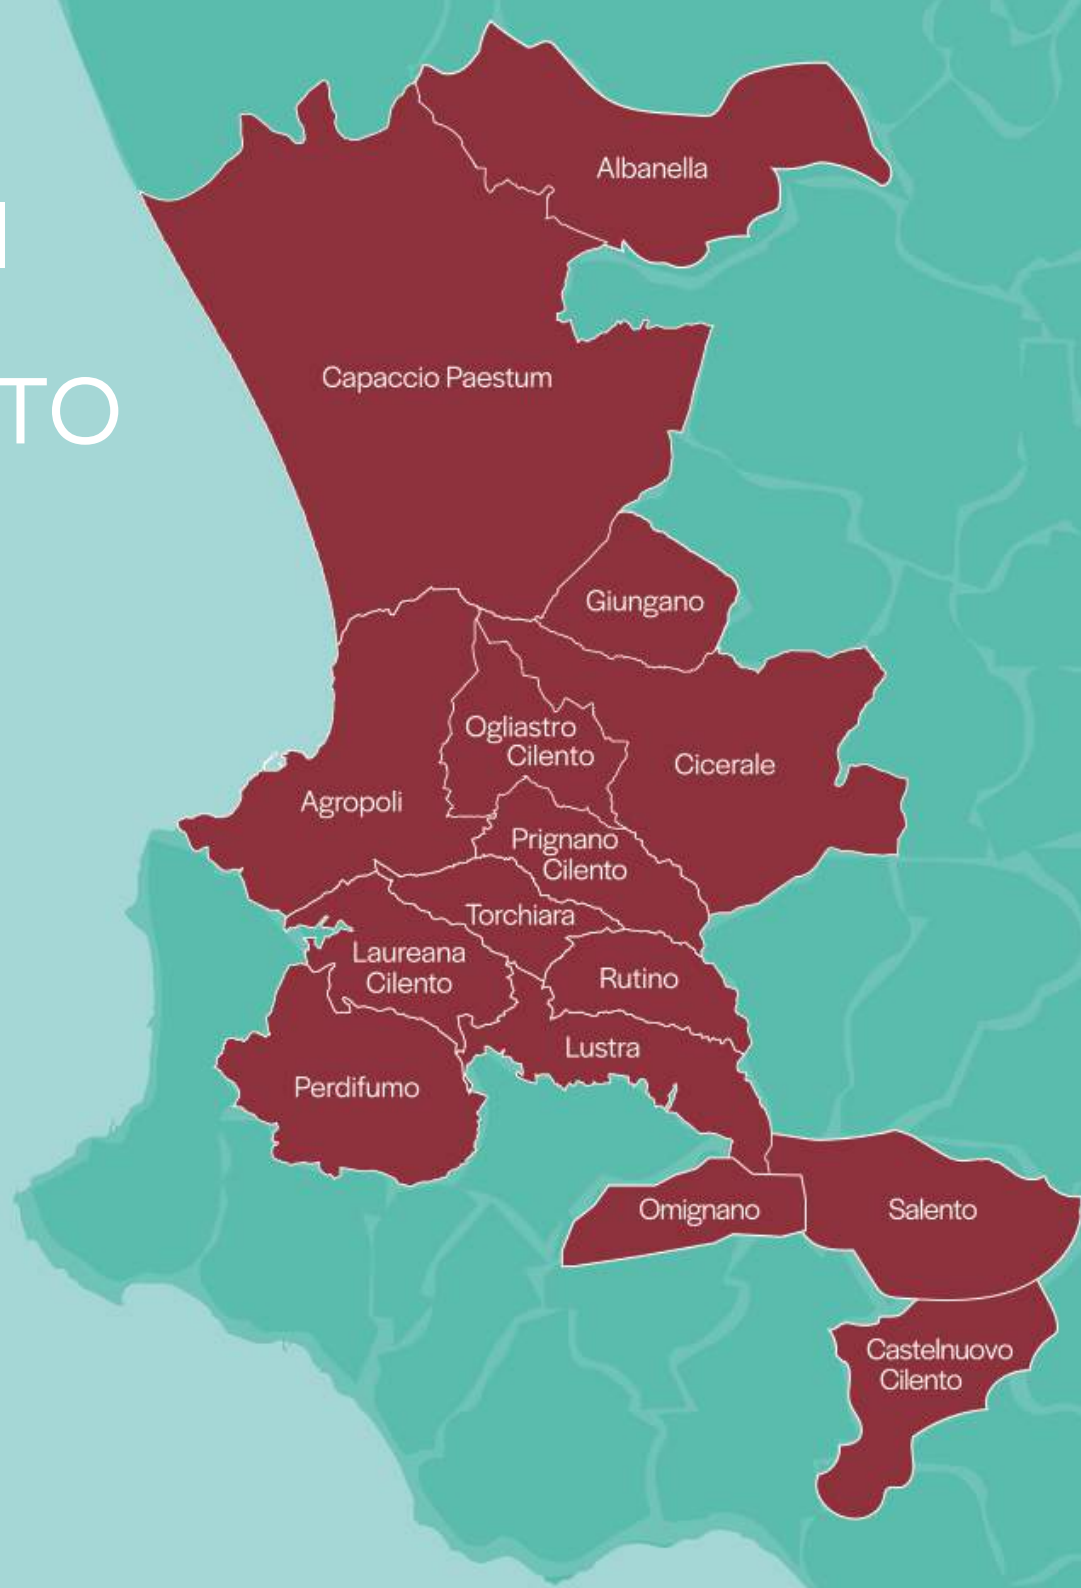 TO
Albanella
Capaccio Paestum
Giungano
Ogliastro
Cilento
Cicerale
Agropoli
Prignano
Cilento
Torchiara
Laureana
Cilento
Rutino
Lustra
Perdifumo
Omignano
Salento
Castelnuovo
Cilento